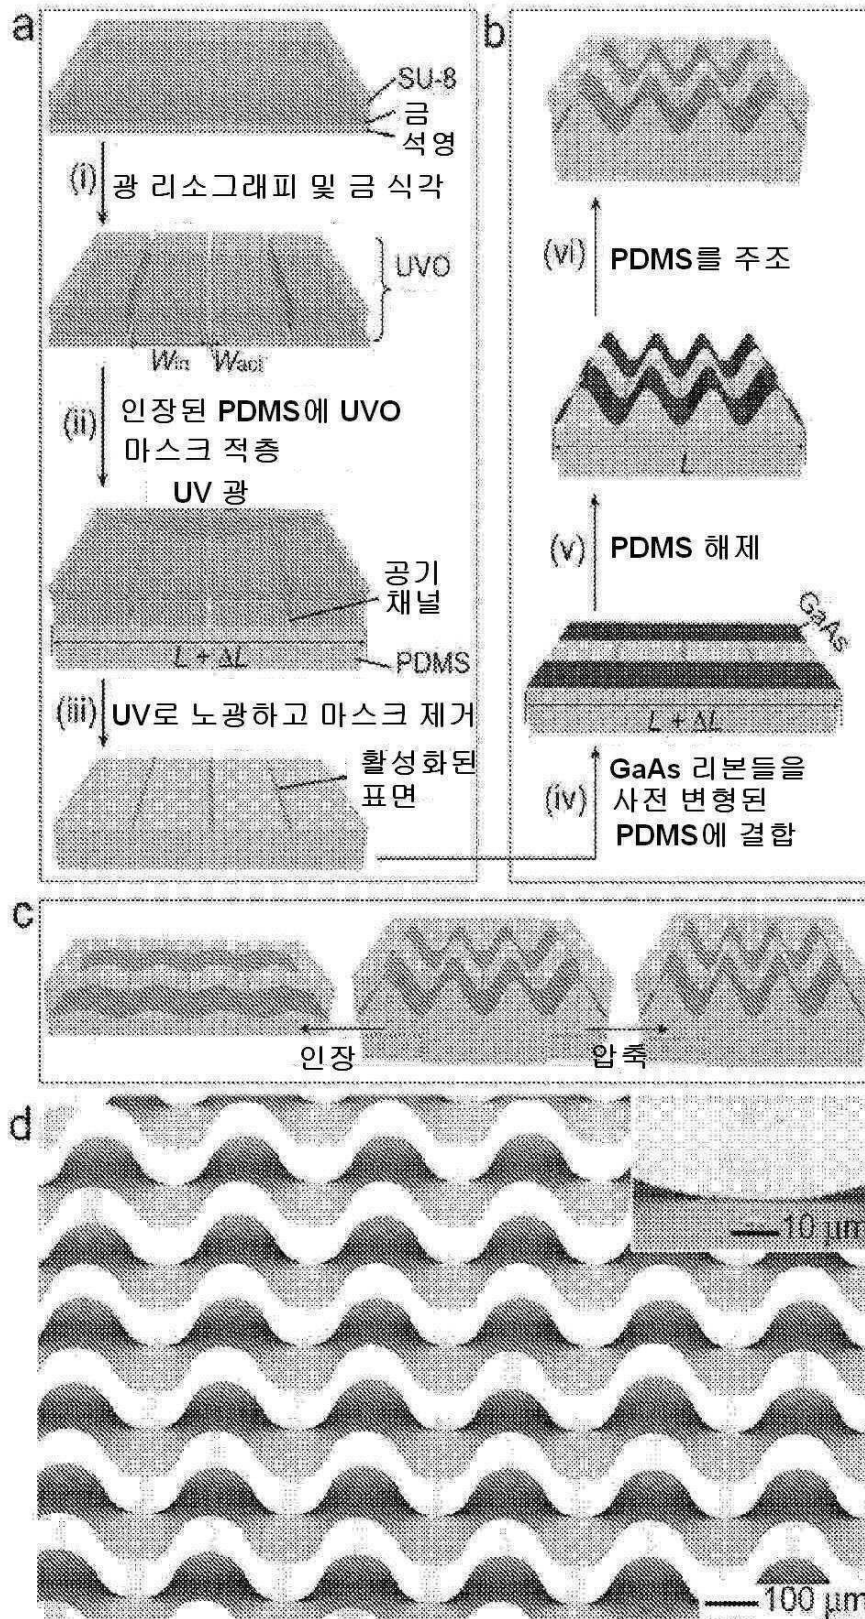 a
SU-8
금
석영
(i)
광 리소그래피 및 금 식각
UVO
Win Wact
(ii)
인장된 PDMS에 UVO
마스크 적층
UV 광
공기
채널
L + ΔL
PDMS
(iii)
UV로 노광하고 마스크 제거
활성화된
표면
b
(vi)
PDMS를 주조
L
(v)
PDMS 해제
GaAs
L + ΔL
(iv)
GaAs 리본들을
사전 변형된
PDMS에 결합
c
인장
압축
d
10 μm
100 μm